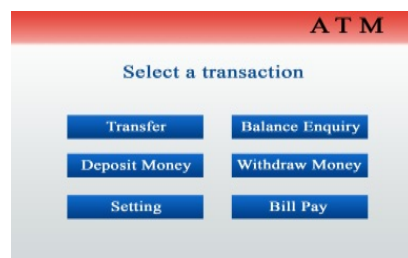 ATM
Select a transaction
Transfer
Balance Enquiry
Deposit Money
Withdraw Money
Setting
Bill Pay